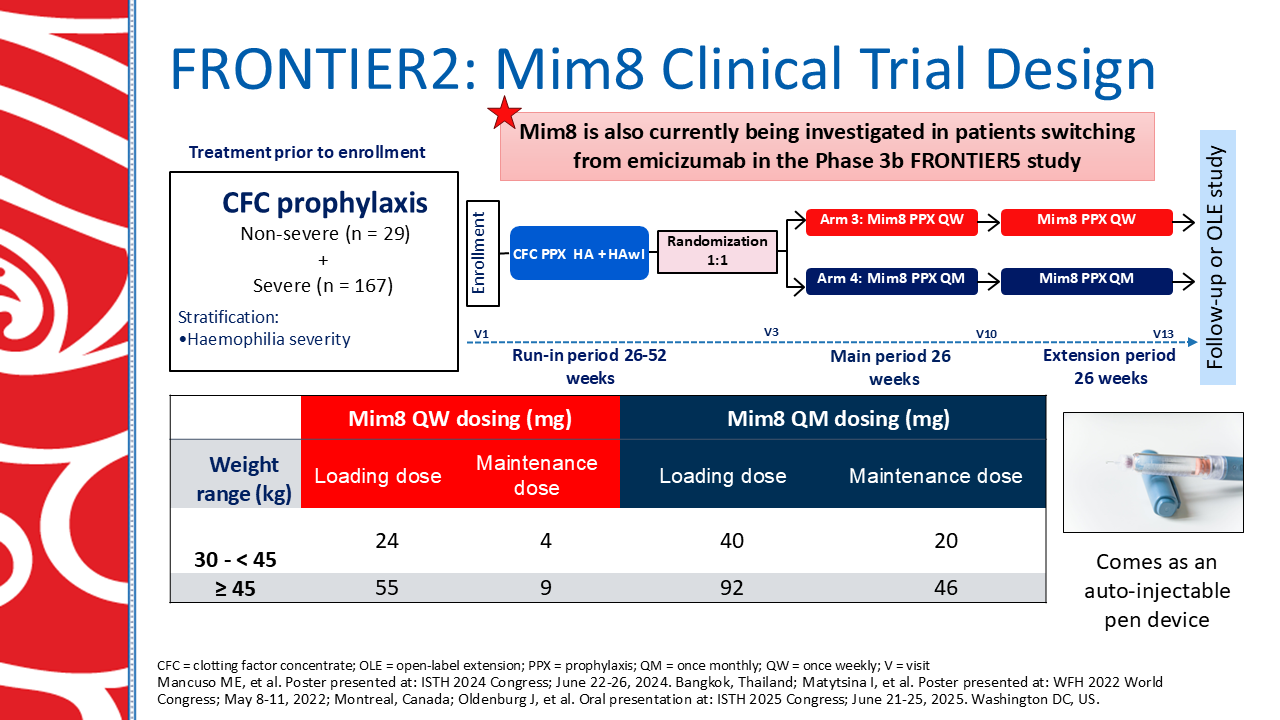 FRONTIER2: Mim8 Clinical Trial Design
Mim8 is also currently being investigated in patients switching
from emicizumab in the Phase 3b FRONTIER5 study
Treatment prior to enrollment
CFC prophylaxis
Non-severe (n = 29)
+
Severe (n = 167)
Stratification:
•Haemophilia severity
Enrollment
CFC PPX HA + HAwI
Randomization
1:1
Arm 3: Mim8 PPX QW
Mim8 PPX QW
Arm 4: Mim8 PPX QM
Mim8 PPX QM
Follow-up or OLE study
V1
V3
V10
V13
Run-in period 26-52
weeks
Main period 26
weeks
Extension period
26 weeks
Mim8 QW dosing (mg)
Mim8 QM dosing (mg)
Weight
range (kg)
Loading dose
Maintenance
dose
Loading dose
Maintenance dose
30 - < 45
24
4
40
20
≥ 45
55
9
92
46
Comes as an
auto-injectable
pen device
CFC = clotting factor concentrate; OLE = open-label extension; PPX = prophylaxis; QM = once monthly; QW = once weekly; V = visit
Mancuso ME, et al. Poster presented at: ISTH 2024 Congress; June 22-26, 2024. Bangkok, Thailand; Matytsina I, et al. Poster presented at: WFH 2022 World
Congress; May 8-11, 2022; Montreal, Canada; Oldenburg J, et al. Oral presentation at: ISTH 2025 Congress; June 21-25, 2025. Washington DC, US.